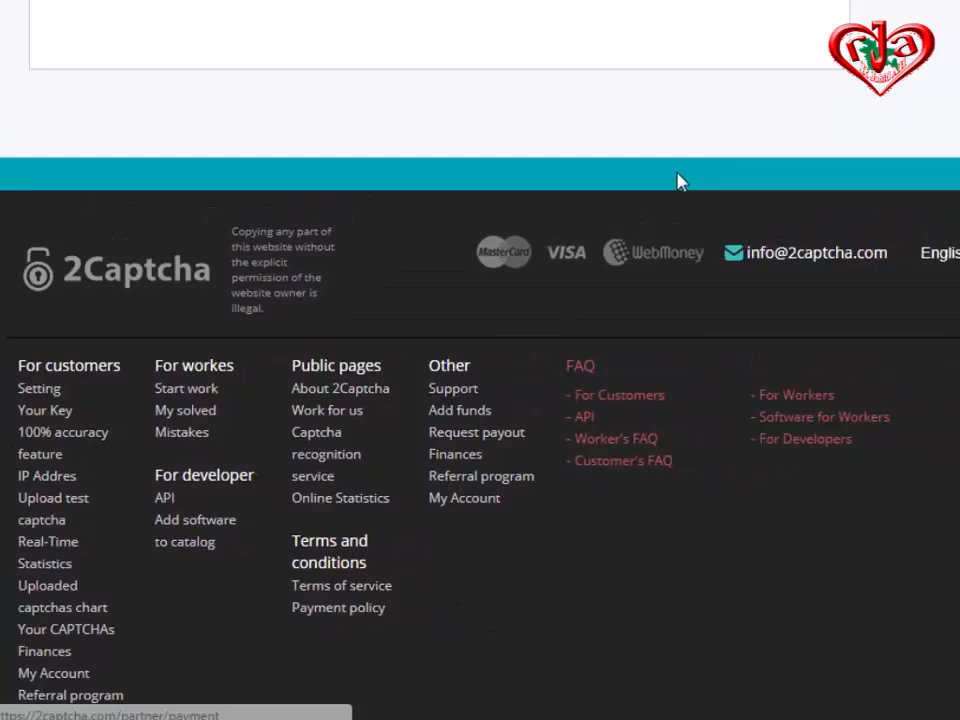 rJa
Copying any part of
this website without
the explicit
permission of the
website owner is
illegal.
2Captcha
MasterCard
VISA
WebMoney
info@2captcha.com
Englis
For customers
Setting
Your Key
100% accuracy
feature
IP Addres
Upload test
captcha
Real-Time
Statistics
Uploaded
captchas chart
Your CAPTCHAs
Finances
My Account
Referral program
For workes
Start work
My solved
Mistakes
For developer
API
Add software
to catalog
Public pages
About 2Captcha
Work for us
Captcha
recognition
service
Online Statistics
Terms and
conditions
Terms of service
Payment policy
Other
Support
Add funds
Request payout
Finances
Referral program
My Account
FAQ
- For Customers
- API
- Worker's FAQ
- Customer's FAQ
- For Workers
- Software for Workers
- For Developers
ttps://2captcha.com/partner/payment